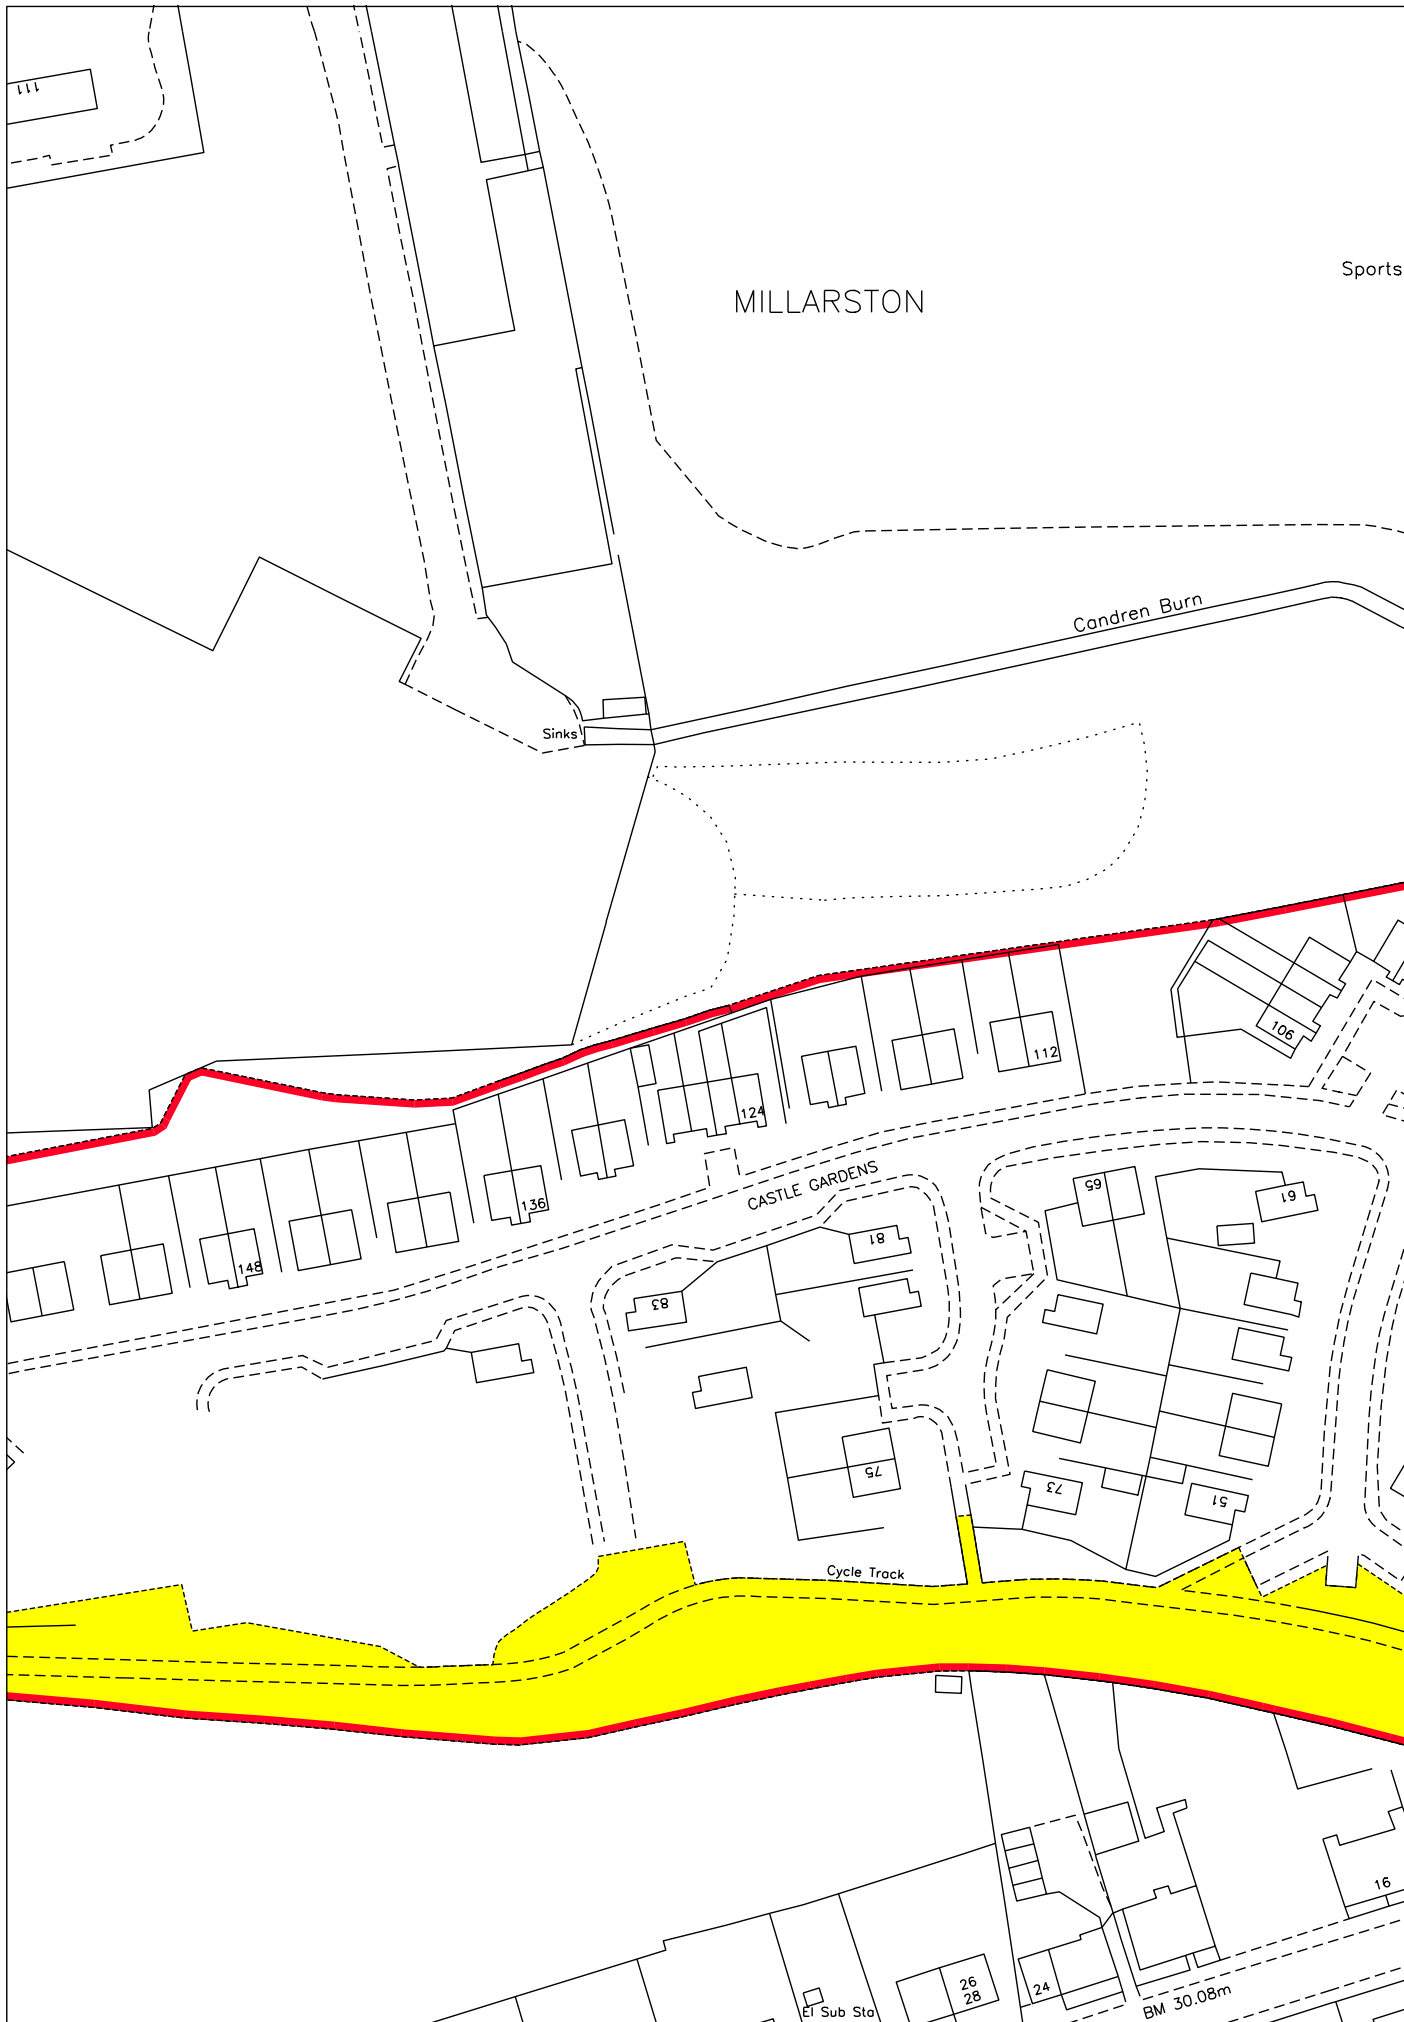 111
Sports
MILLARSTON
Candren Burn
Sinks
106
112
124
CASTLE GARDENS
136
148
65
61
81
83
75
73
51
Cycle Track
16
26
28
24
El Sub Sta
BM 30.08m